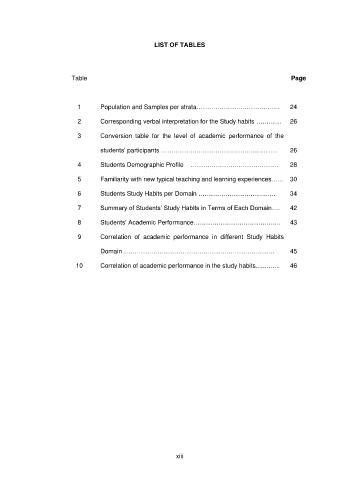 LIST OF TABLES
Table Page
1 Population and Samples per strata…………………………………… 24
2 Corresponding verbal interpretation for the Study habits ………… 26
3 Conversion table for the level of academic performance of the
students' participants ………………………………………………… 26
4 Students Demographic Profile ……………………………………… 28
5 Familiarity with new typical teaching and learning experiences…… 30
6 Students Study Habits per Domain ………………………………… 34
7 Summary of Students' Study Habits in Terms of Each Domain…. 42
8 Students' Academic Performance……………………………………. 43
9 Correlation of academic performance in different Study Habits
Domain………………………………………………………………… 45
10 Correlation of academic performance in the study habits………… 46
xiii